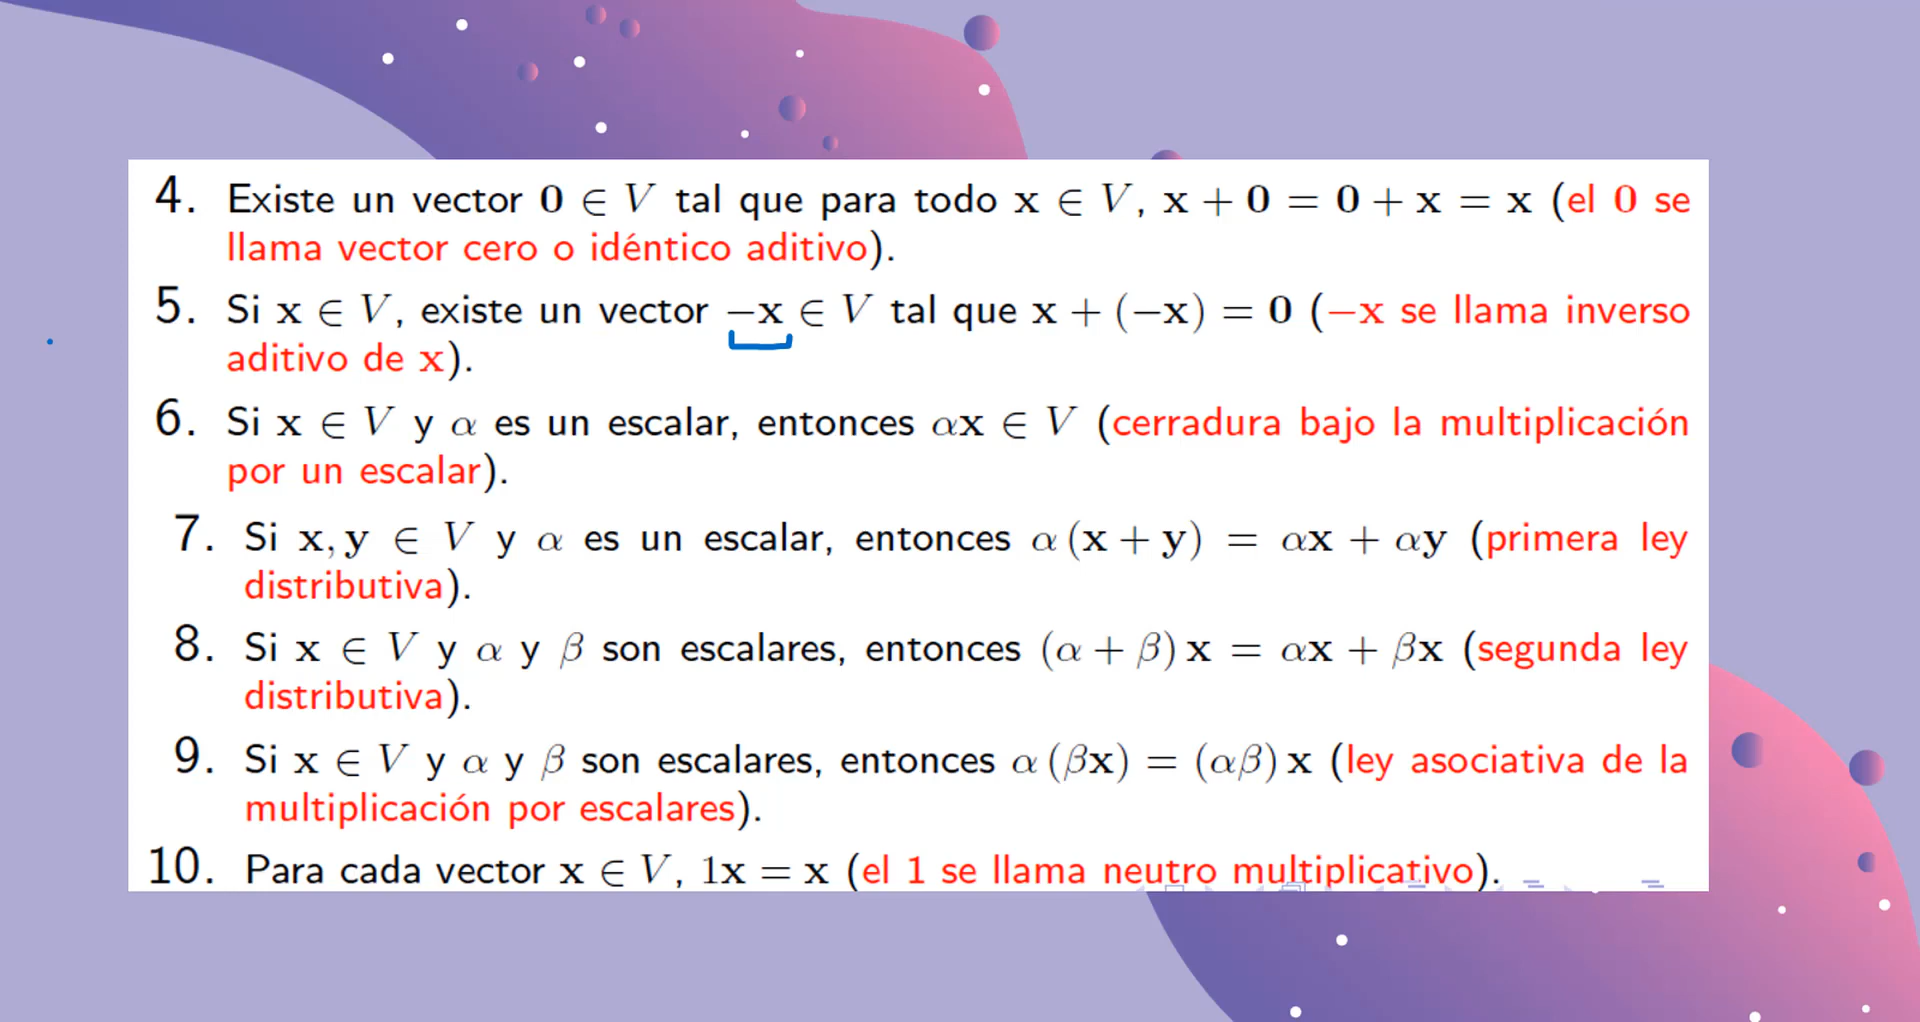 4. Existe un vector 0 ∈ V tal que para todo x ∈ V, x + 0 = 0 + x = x (el 0 se
llama vector cero o idéntico aditivo).
5. Si x ∈ V, existe un vector −x ∈ V tal que x + (−x) = 0 (−x se llama inverso
aditivo de x).
6. Si x ∈ V y α es un escalar, entonces αx ∈ V (cerradura bajo la multiplicación
por un escalar).
7. Si x, y ∈ V y α es un escalar, entonces α (x + y) = αx + αy (primera ley
distributiva).
8. Si x ∈ V y α y β son escalares, entonces (α + β) x = αx + βx (segunda ley
distributiva).
9. Si x ∈ V y α y β son escalares, entonces α (βx) = (αβ) x (ley asociativa de la
multiplicación por escalares).
10. Para cada vector x ∈ V, 1x = x (el 1 se llama neutro multiplicativo).